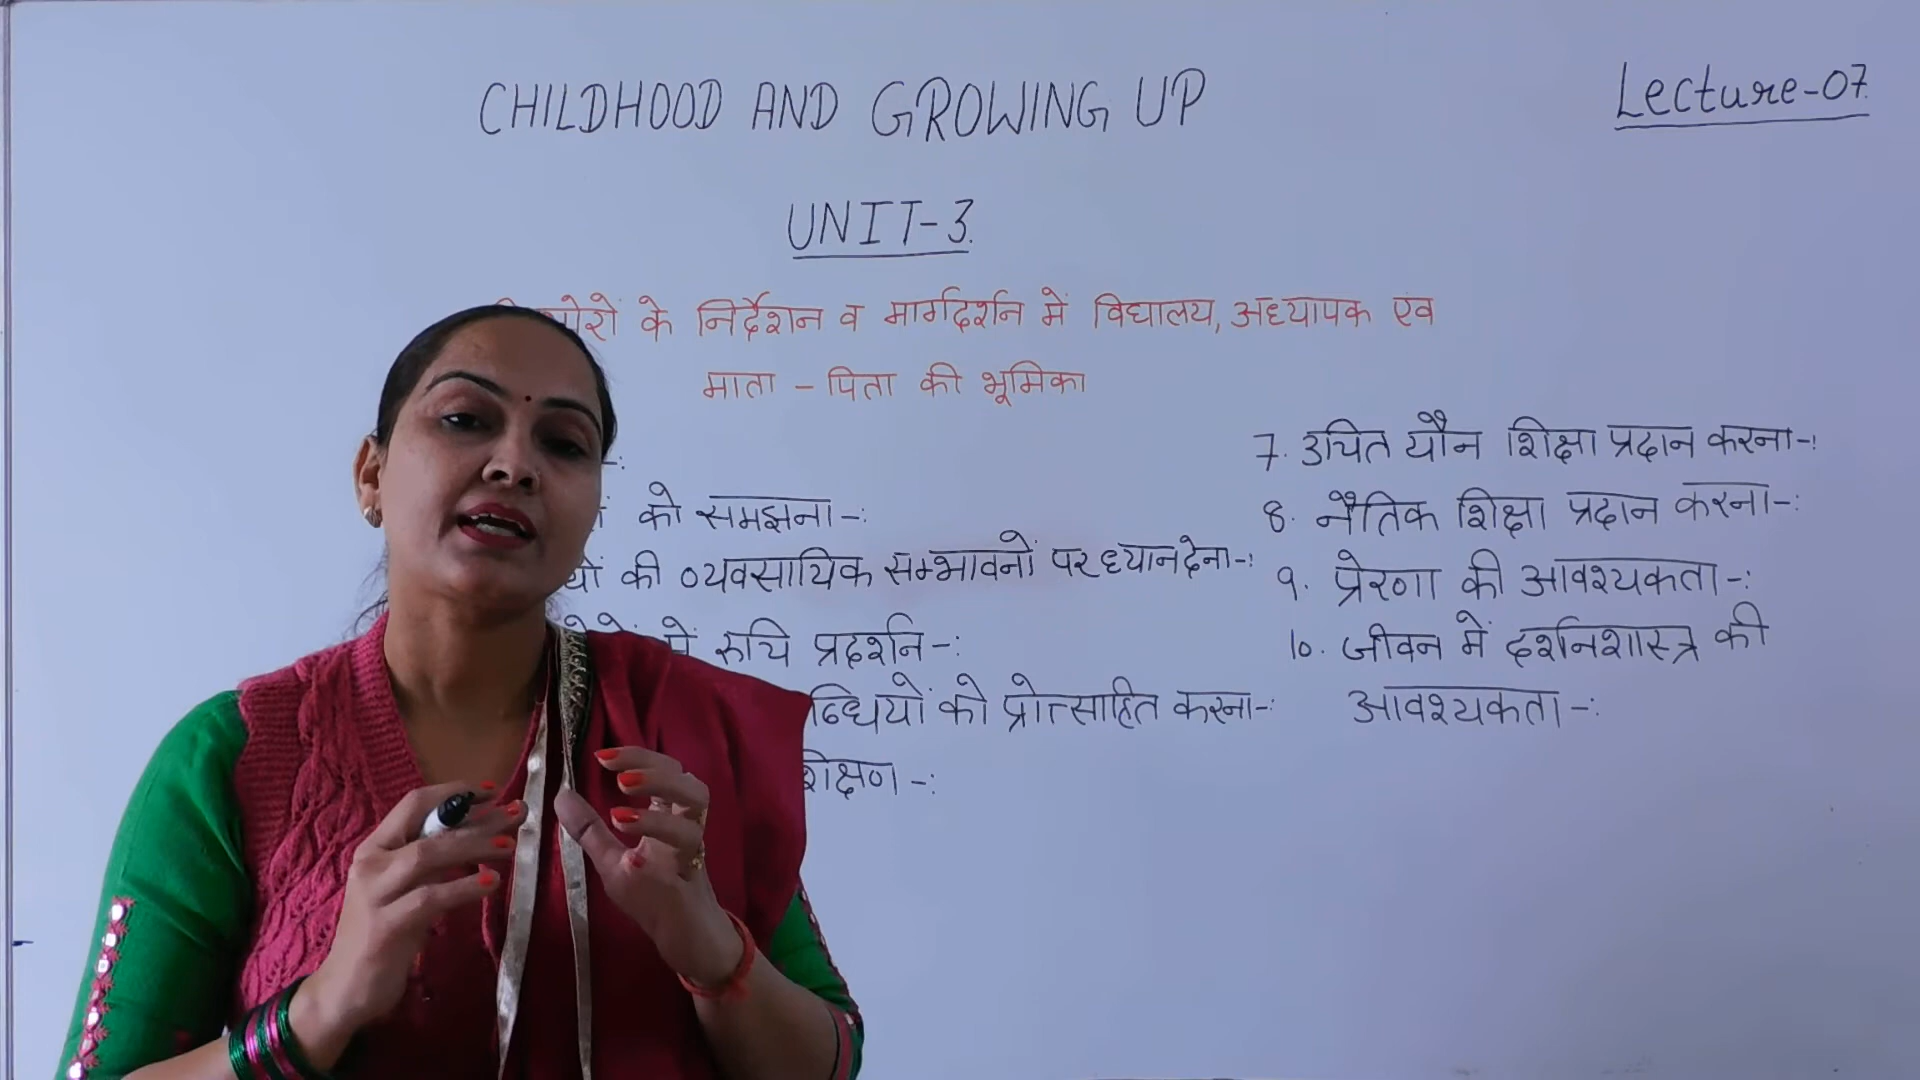 CHILDHOOD AND GROWING UP
Lecture-07.
UNIT-3.
के निर्देशन व मार्गदर्शन में विद्यालय, अध्यापक एव
माता - पिता की भूमिका
-:
को समझना-:
की व्यवसायिक सम्भावनों पर ध्यान देना-:
में रुचि प्रदर्शन-:
को प्रोत्साहित करना-:
7. उचित यौन शिक्षा प्रदान करना-:
8. नैतिक शिक्षा प्रदान करना-:
9. प्रेरणा की आवश्यकता-:
10. जीवन में दर्शनशास्त्र की
आवश्यकता-: